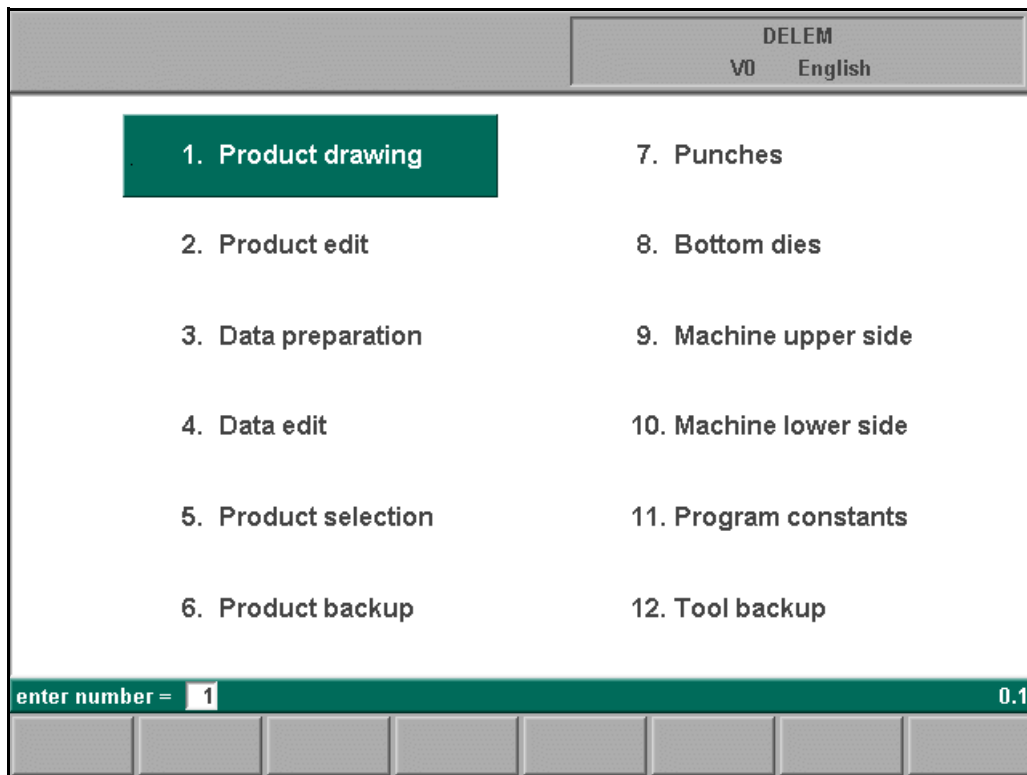 DELEM
V0 English
1. Product drawing
2. Product edit
3. Data preparation
4. Data edit
5. Product selection
6. Product backup
7. Punches
8. Bottom dies
9. Machine upper side
10. Machine lower side
11. Program constants
12. Tool backup
enter number = 1
0.1